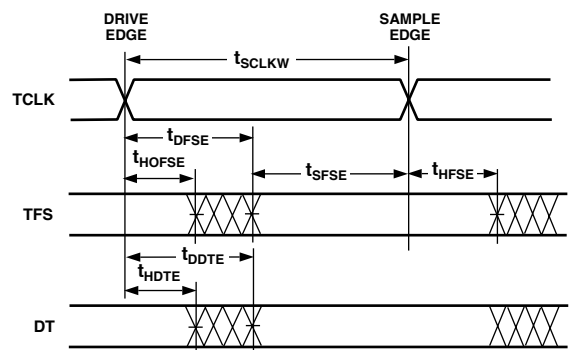 DRIVE EDGE
SAMPLE EDGE
tSCLKW
TCLK
tDFSE
tHOFSE
tSFSE
tHFSE
TFS
tDDTE
tHDTE
DT